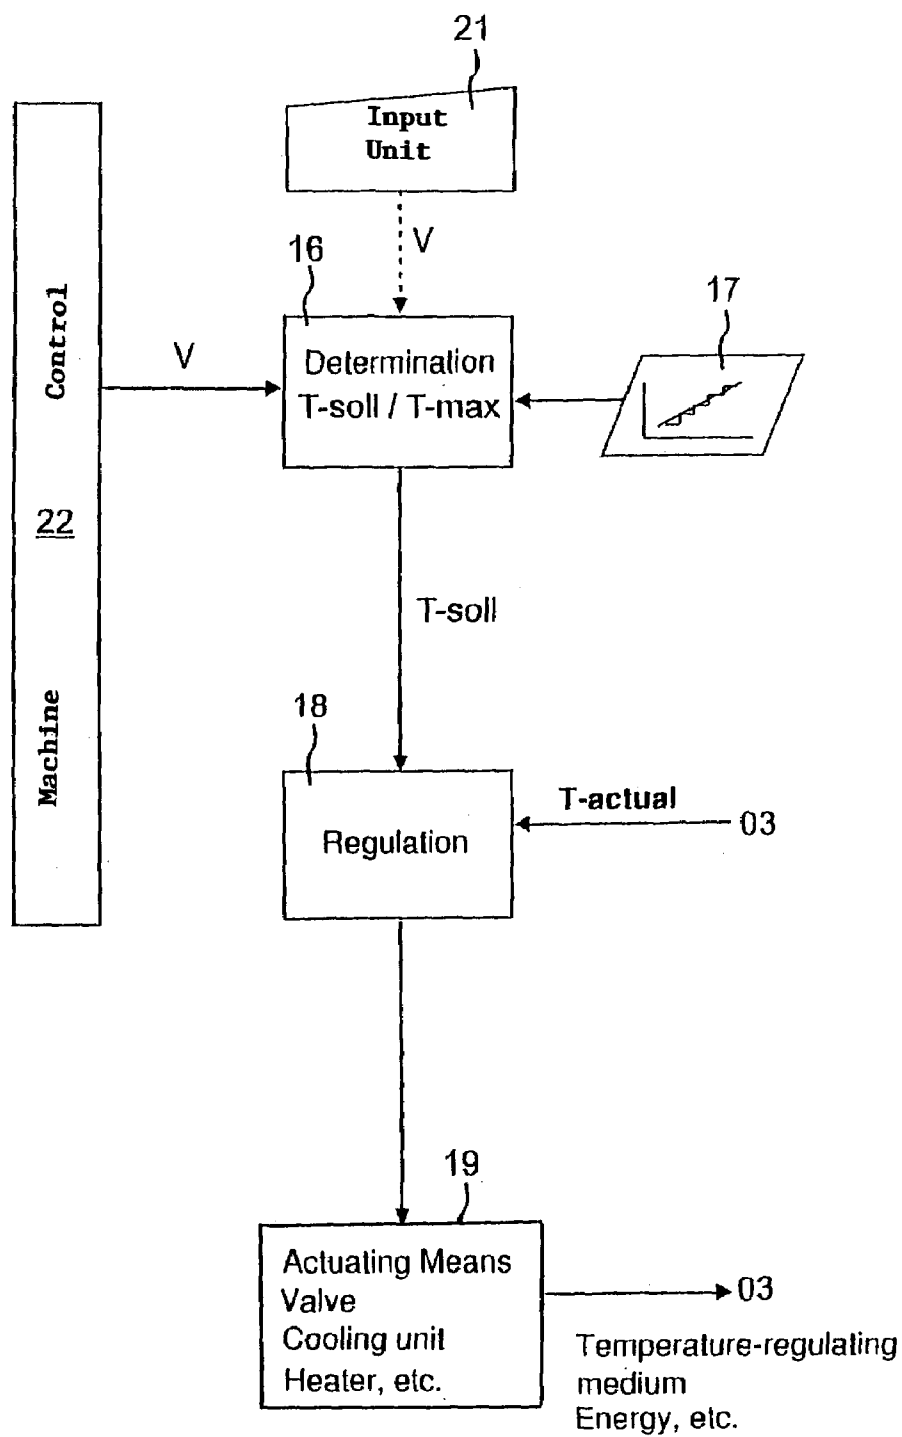 21
Input
Unit
V
16
17
Control
V
Determination
T-soll / T-max
22
T-soll
18
Machine
T-actual
03
Regulation
19
Actuating Means
Valve
Cooling unit
Heater, etc.
03
Temperature-regulating
medium
Energy, etc.